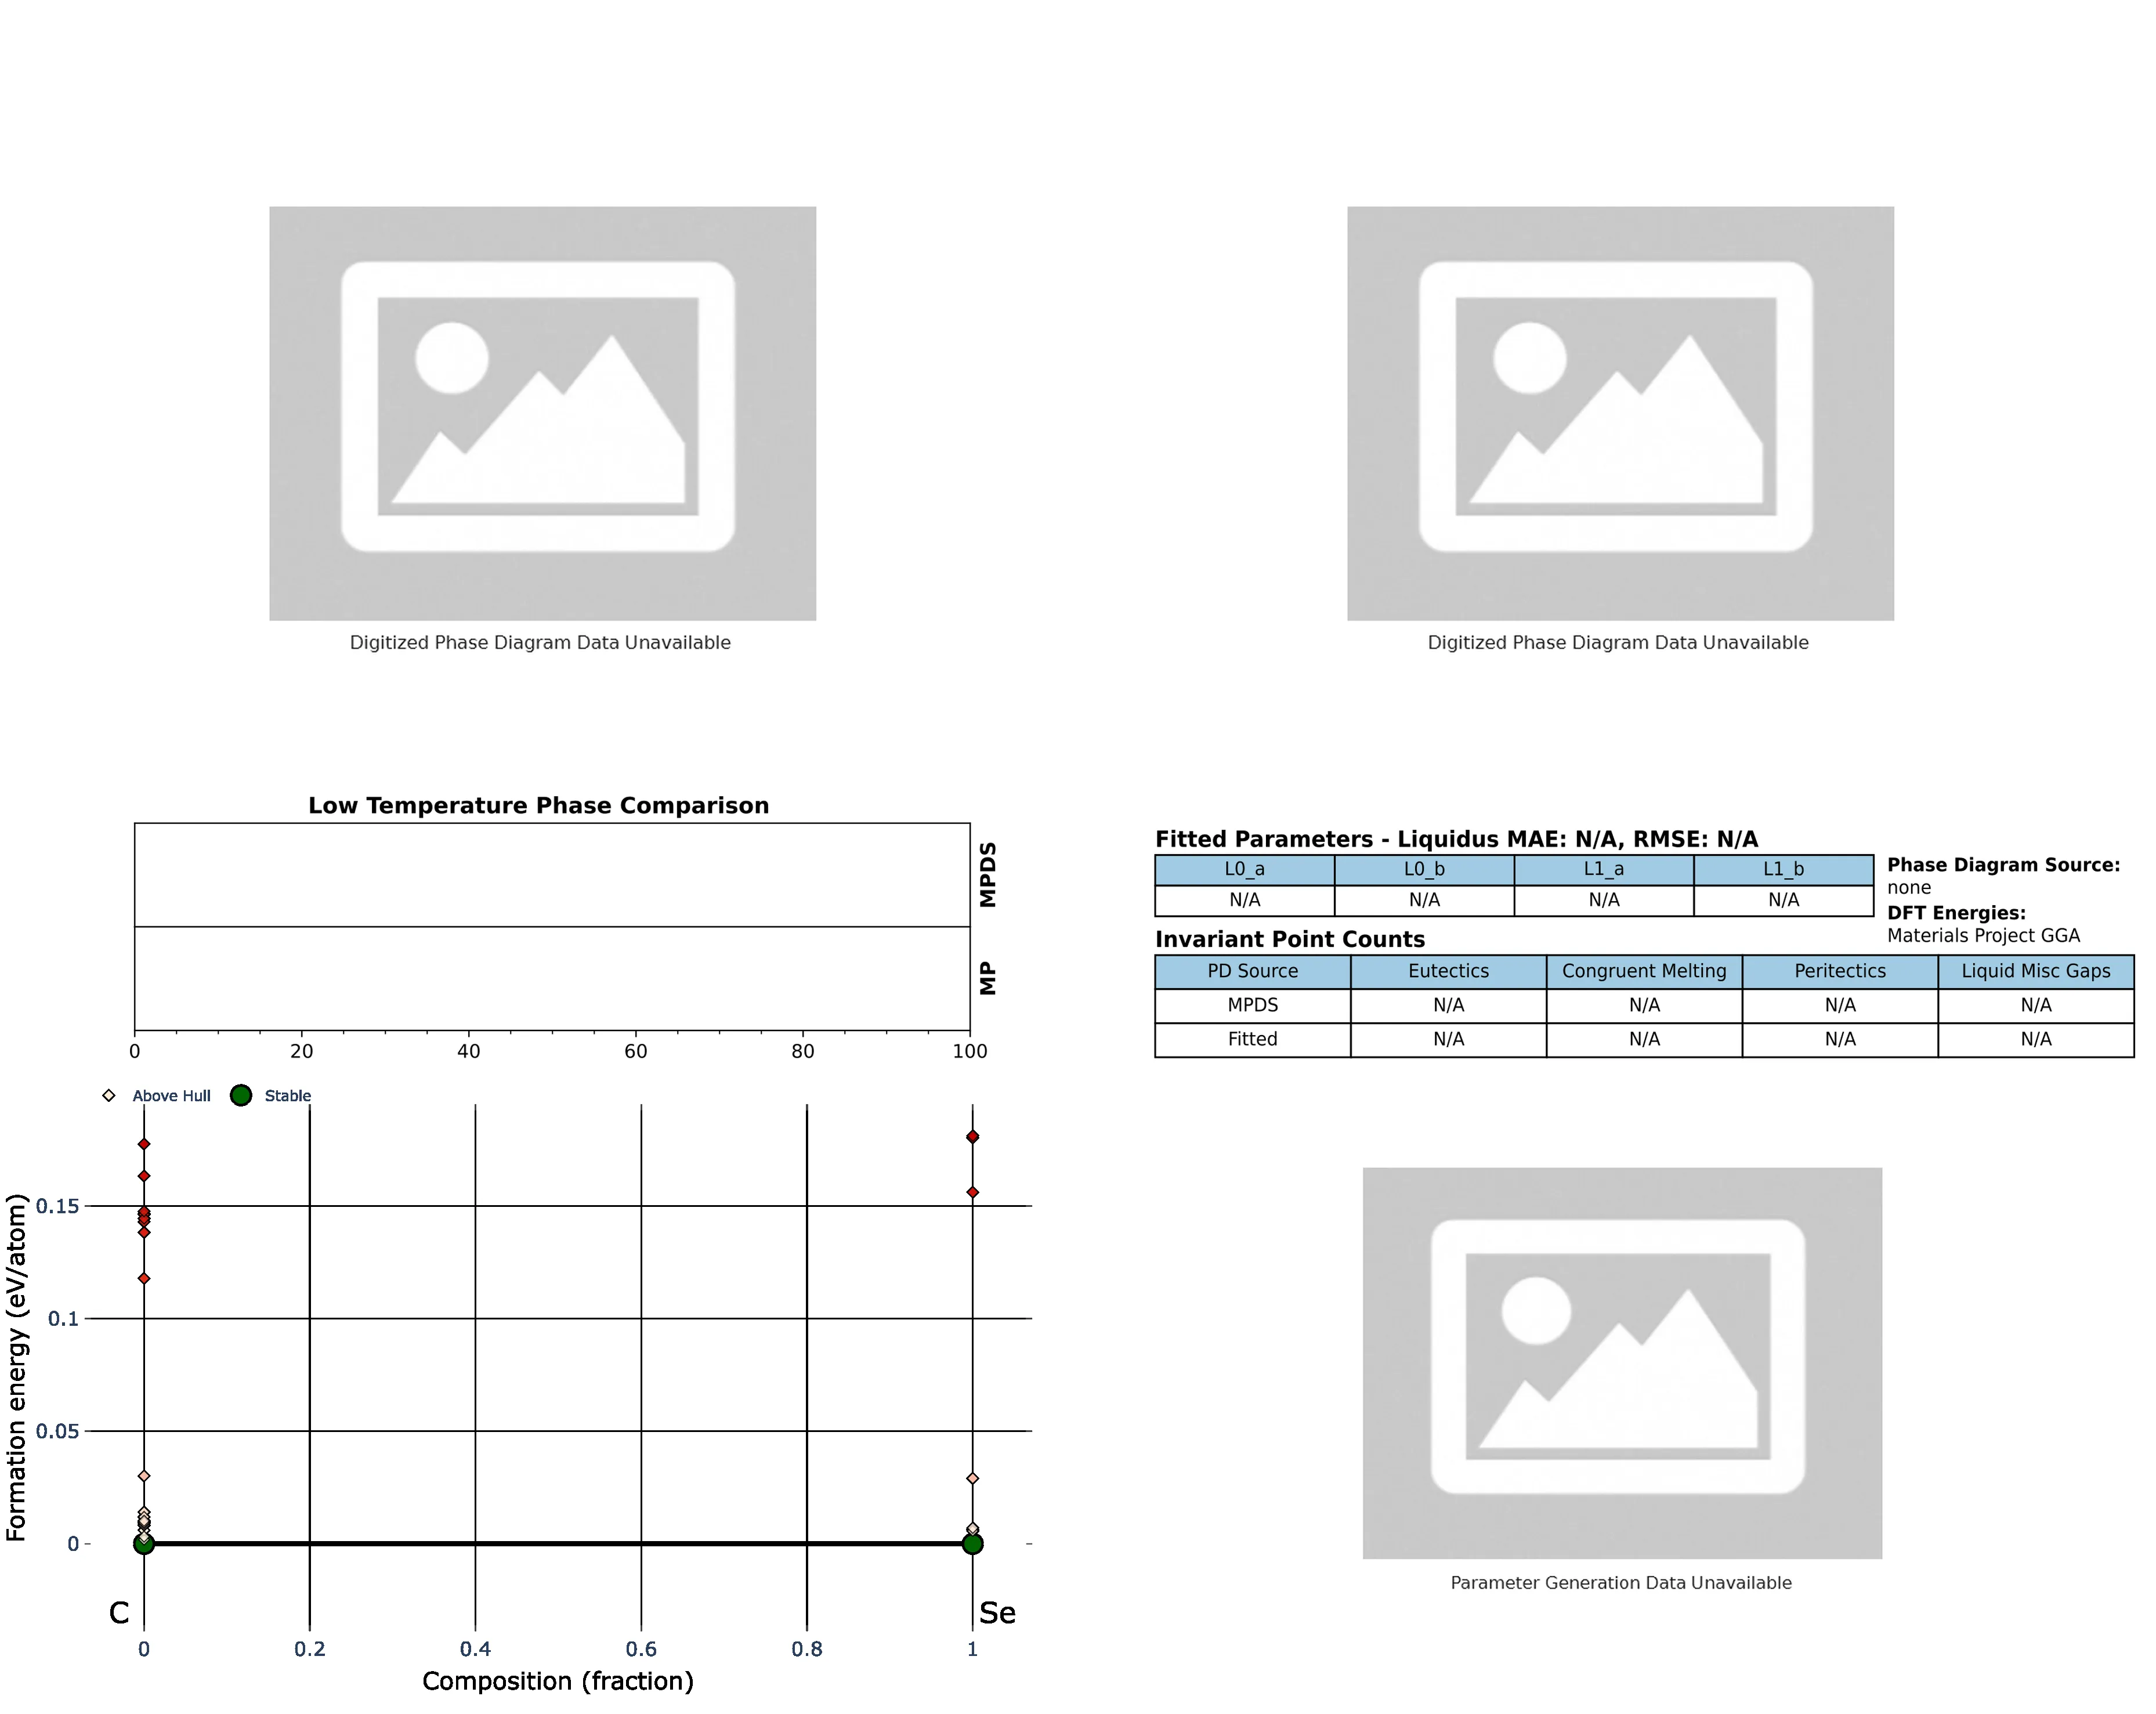 Digitized Phase Diagram Data Unavailable
Digitized Phase Diagram Data Unavailable
Low Temperature Phase Comparison
MPDS
MP
0 20 40 60 80 100
Fitted Parameters - Liquidus MAE: N/A, RMSE: N/A
L0_a L0_b L1_a L1_b
N/A N/A N/A N/A
Phase Diagram Source:
none
DFT Energies:
Materials Project GGA
Invariant Point Counts
PD Source Eutectics Congruent Melting Peritectics Liquid Misc Gaps
MPDS N/A N/A N/A N/A
Fitted N/A N/A N/A N/A
Above Hull Stable
Formation energy (eV/atom)
0.15
0.1
0.05
0
C Se
0 0.2 0.4 0.6 0.8 1
Composition (fraction)
Parameter Generation Data Unavailable